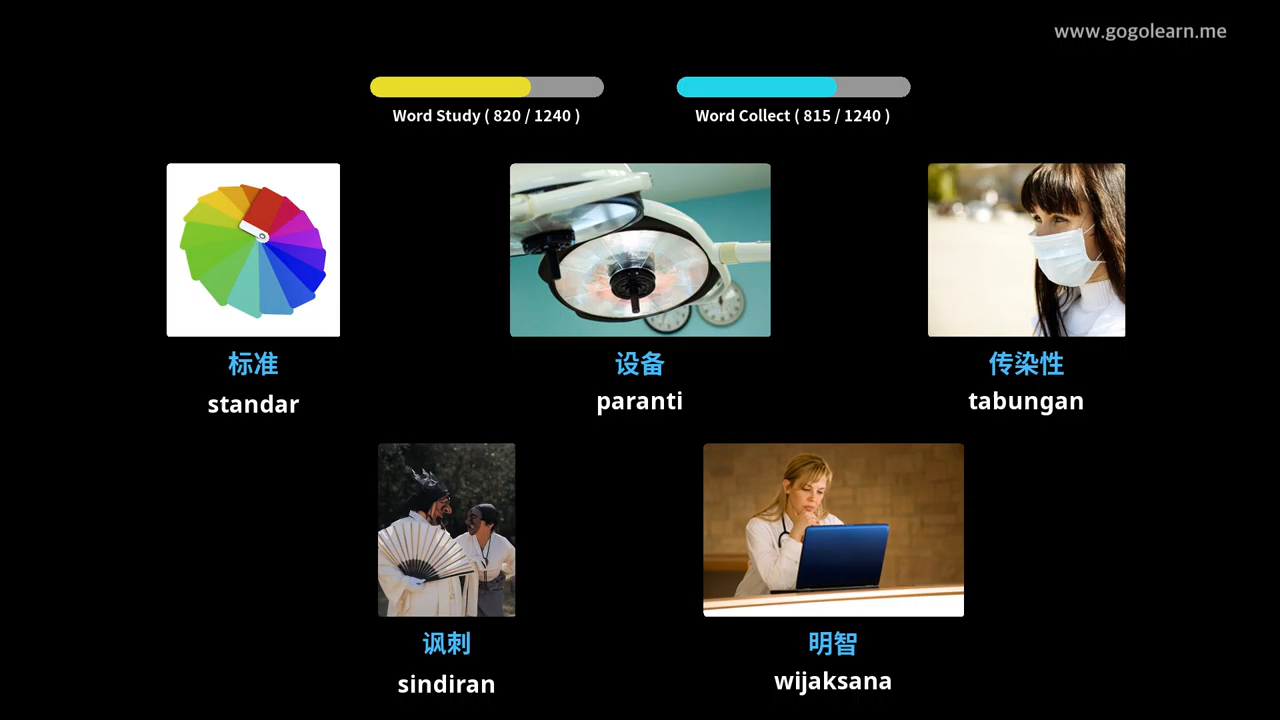 www.gogolearn.me
Word Study ( 820 / 1240 )
Word Collect ( 815 / 1240 )
标准
standar
设备
paranti
传染性
tabungan
讽刺
sindiran
明智
wijaksana